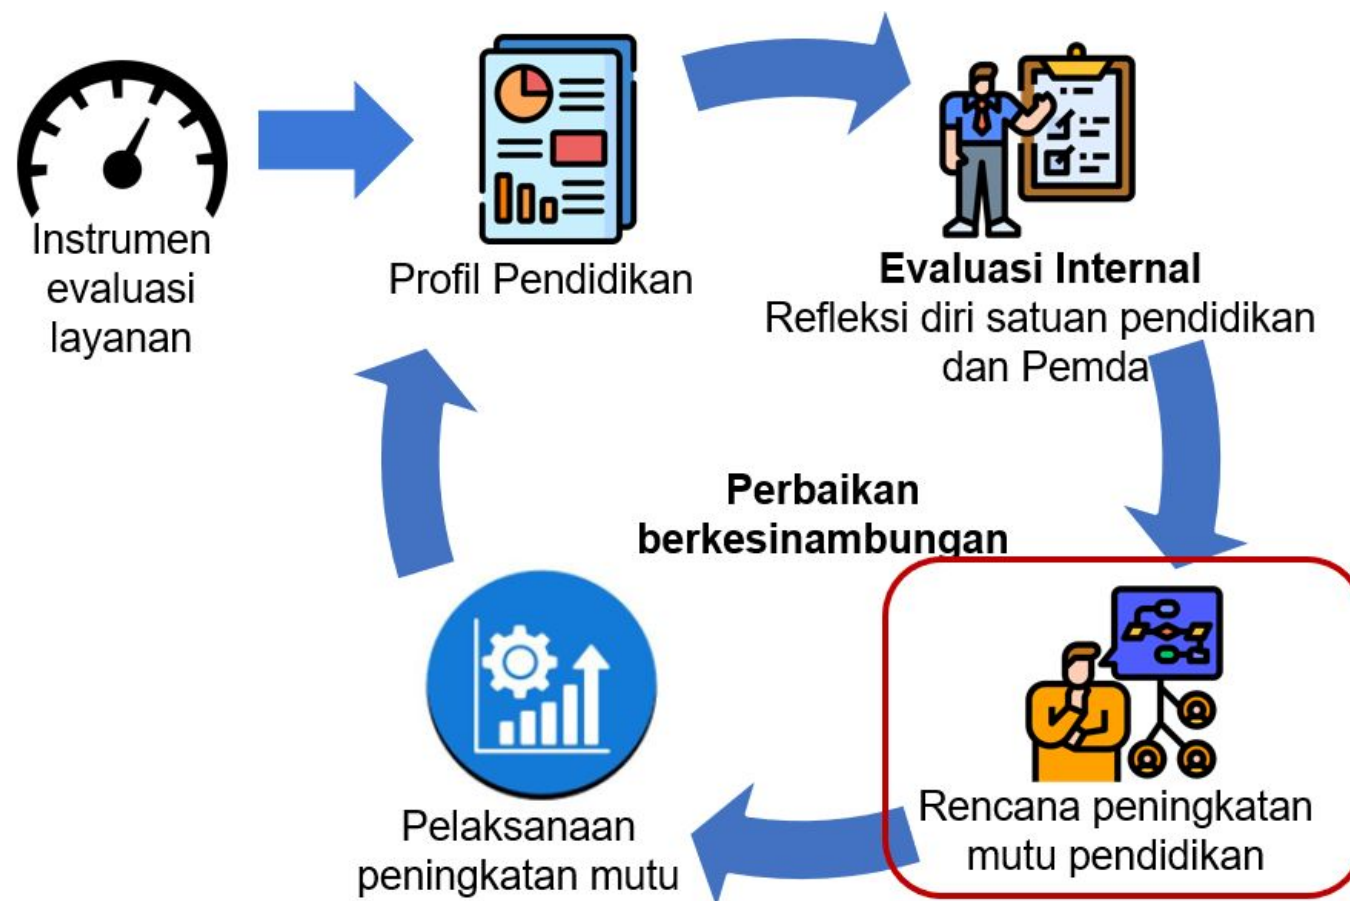 Instrumen
evaluasi
layanan
Profil Pendidikan
Evaluasi Internal
Refleksi diri satuan pendidikan
dan Pemda
Perbaikan
berkesinambungan
Rencana peningkatan
mutu pendidikan
Pelaksanaan
peningkatan mutu